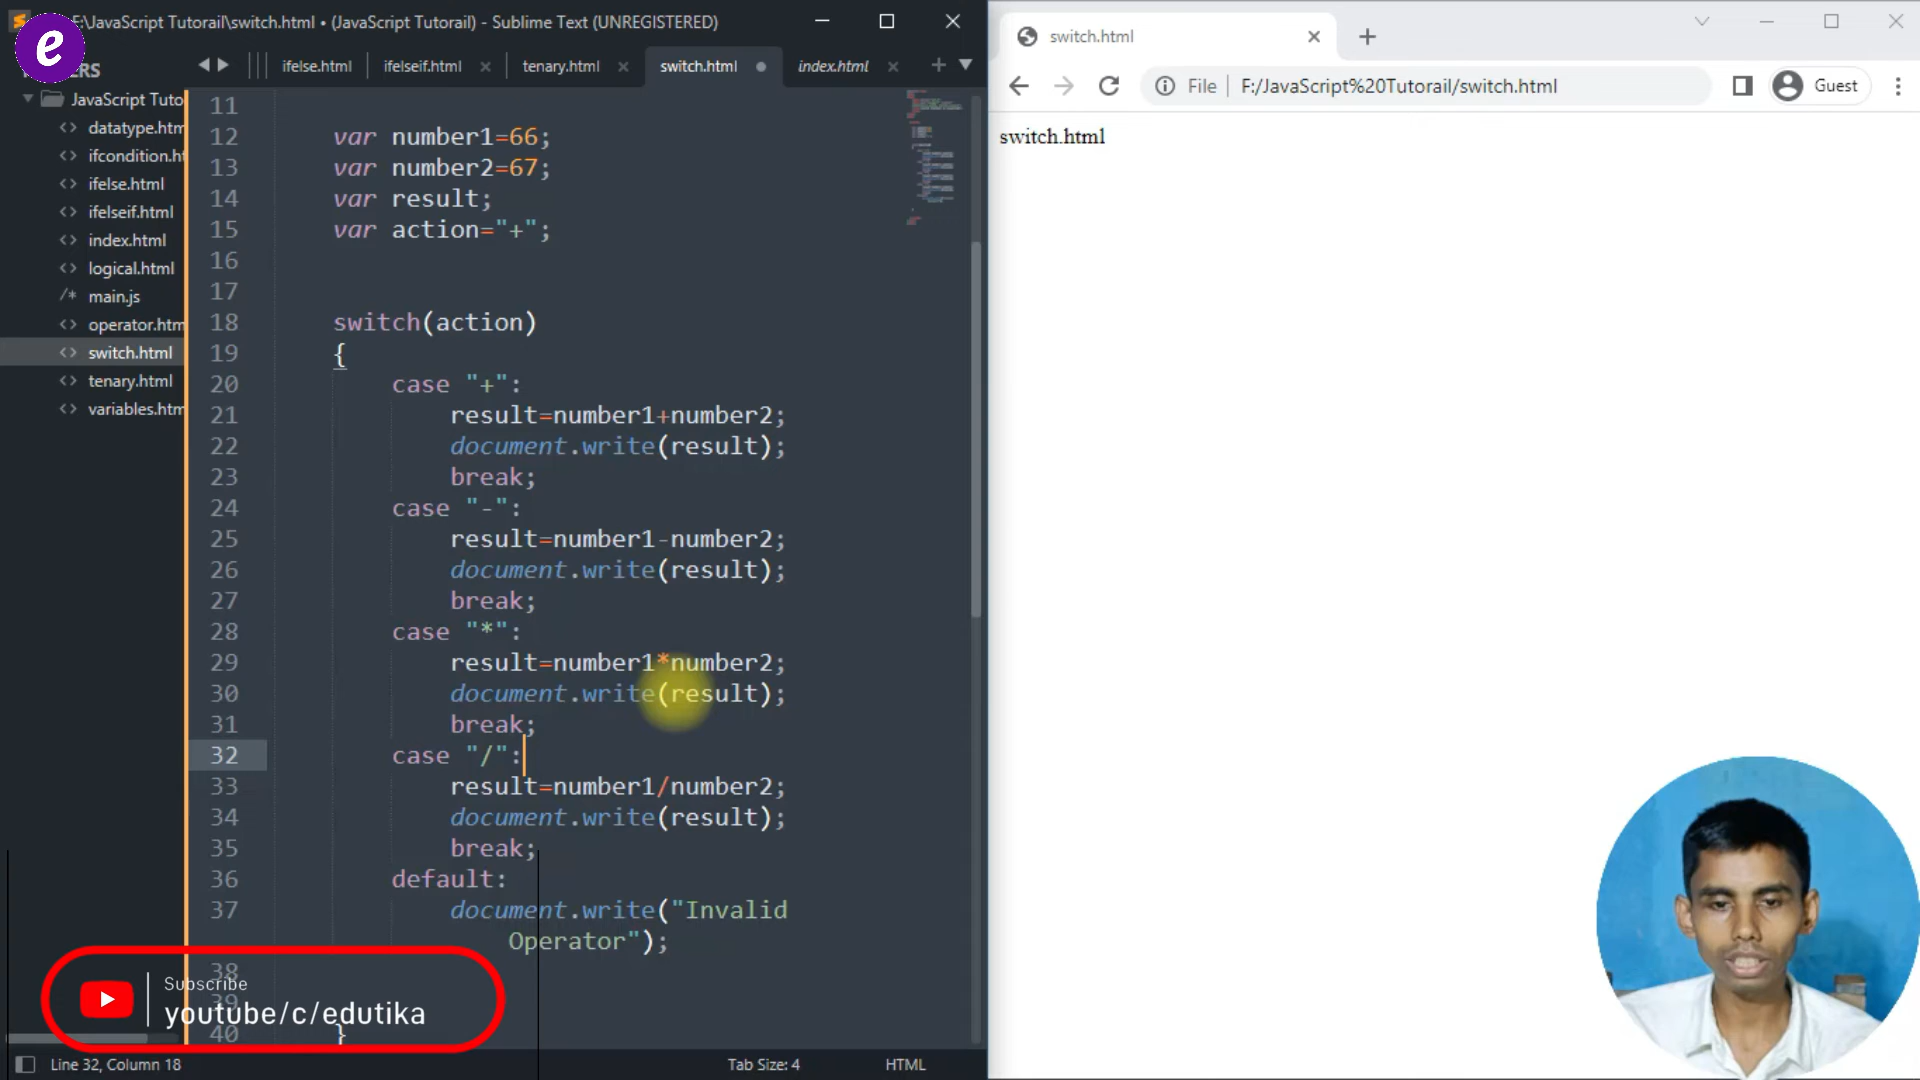 E:\JavaScript Tutorail\switch.html • (JavaScript Tutorail) - Sublime Text (UNREGISTERED)
e
ERS
ifelse.html
ifelseif.html
tenary.html
switch.html
index.html
JavaScript Tuto
datatype.htm
ifcondition.ht
ifelse.html
ifelseif.html
index.html
logical.html
/* main.js
operator.htm
switch.html
tenary.html
variables.htm
11
12 var number1=66;
13 var number2=67;
14 var result;
15 var action="+";
16
17
18 switch(action)
19 {
20 case "+":
21 result=number1+number2;
22 document.write(result);
23 break;
24 case "-":
25 result=number1-number2;
26 document.write(result);
27 break;
28 case "*":
29 result=number1*number2;
30 document.write(result);
31 break;
32 case "/":
33 result=number1/number2;
34 document.write(result);
35 break;
36 default:
37 document.write("Invalid
Operator");
38
39
40 }
Subscribe
youtube/c/edutika
Line 32, Column 18
Tab Size: 4
HTML
switch.html
File F:/JavaScript%20Tutorail/switch.html
Guest
switch.html